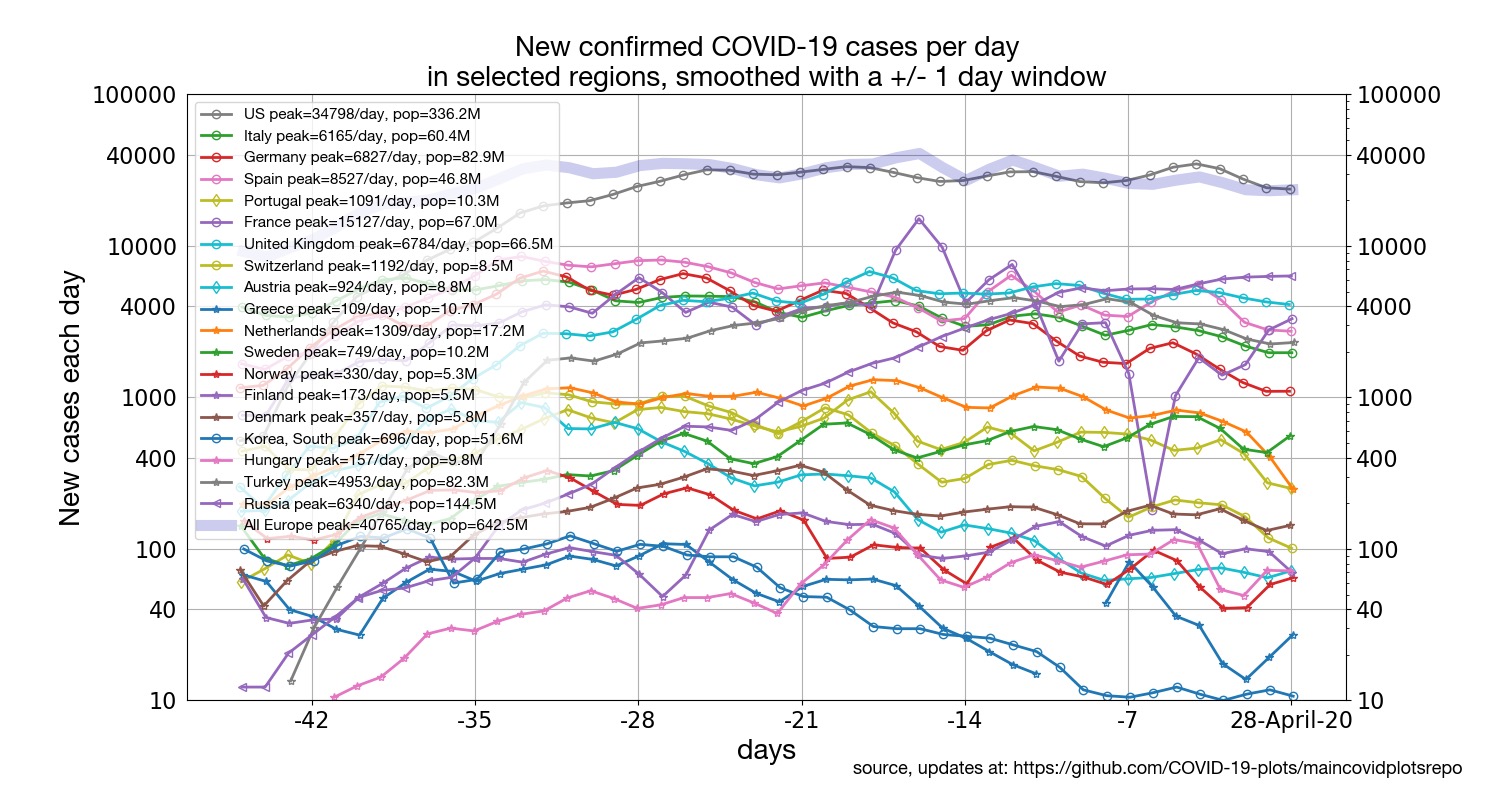 New confirmed COVID-19 cases per day
in selected regions, smoothed with a +/- 1 day window
100000
40000
10000
4000
1000
400
100
40
10
New cases each day
US peak=34798/day, pop=336.2M
Italy peak=6165/day, pop=60.4M
Germany peak=6827/day, pop=82.9M
Spain peak=8527/day, pop=46.8M
Portugal peak=1091/day, pop=10.3M
France peak=15127/day, pop=67.0M
United Kingdom peak=6784/day, pop=66.5M
Switzerland peak=1192/day, pop=8.5M
Austria peak=924/day, pop=8.8M
Greece peak=109/day, pop=10.7M
Netherlands peak=1309/day, pop=17.2M
Sweden peak=749/day, pop=10.2M
Norway peak=330/day, pop=5.3M
Finland peak=173/day, pop=5.5M
Denmark peak=357/day, pop=5.8M
Korea, South peak=696/day, pop=51.6M
Hungary peak=157/day, pop=9.8M
Turkey peak=4953/day, pop=82.3M
Russia peak=6340/day, pop=144.5M
All Europe peak=40765/day, pop=642.5M
100000
40000
10000
4000
1000
400
100
40
10
-42 -35 -28 -21 -14 -7 28-April-20
days
source, updates at: https://github.com/COVID-19-plots/maincovidplotsrepo